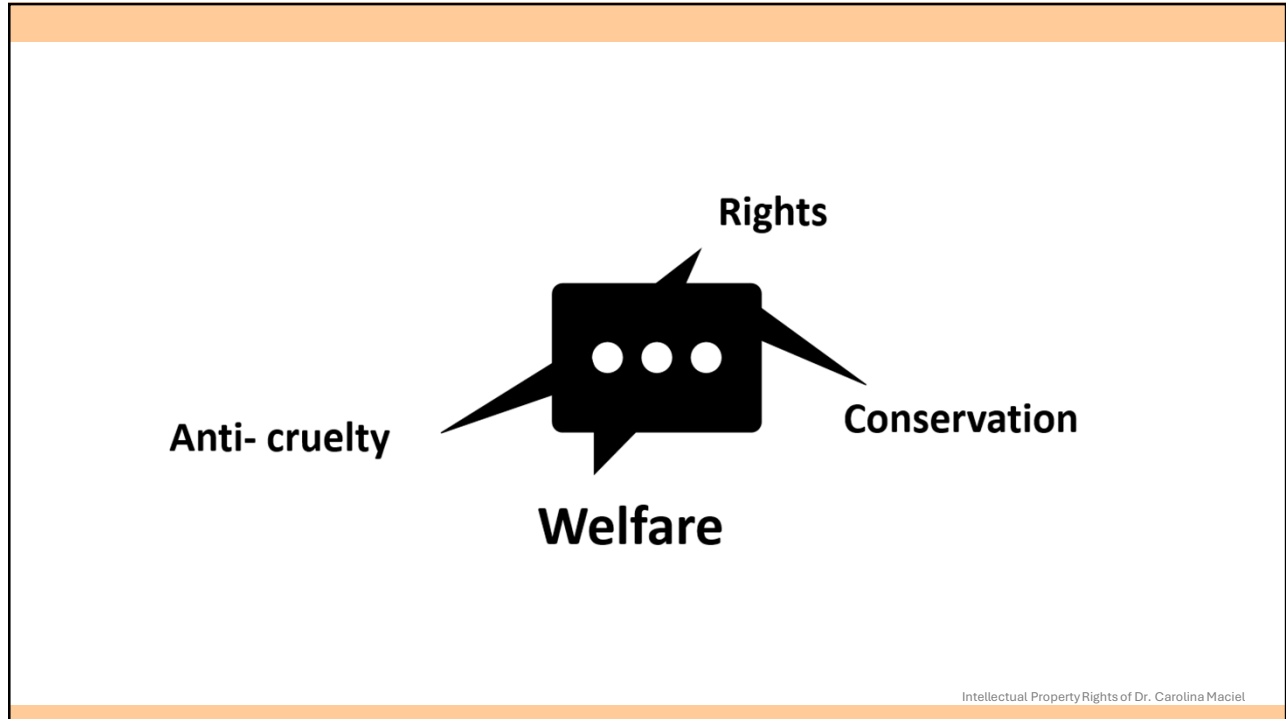 Rights
Conservation
Anti- cruelty
Welfare
Intellectual Property Rights of Dr. Carolina Maciel